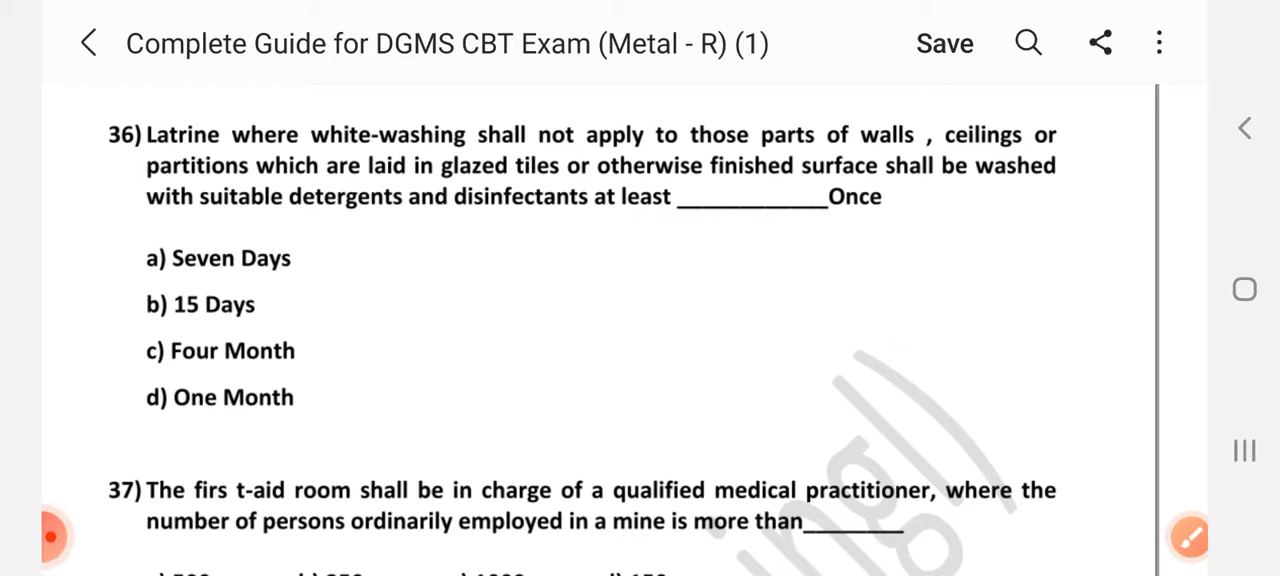 Complete Guide for DGMS CBT Exam (Metal - R) (1) Save
36) Latrine where white-washing shall not apply to those parts of walls , ceilings or
partitions which are laid in glazed tiles or otherwise finished surface shall be washed
with suitable detergents and disinfectants at least ____________Once
a) Seven Days
b) 15 Days
c) Four Month
d) One Month
37) The firs t-aid room shall be in charge of a qualified medical practitioner, where the
number of persons ordinarily employed in a mine is more than________